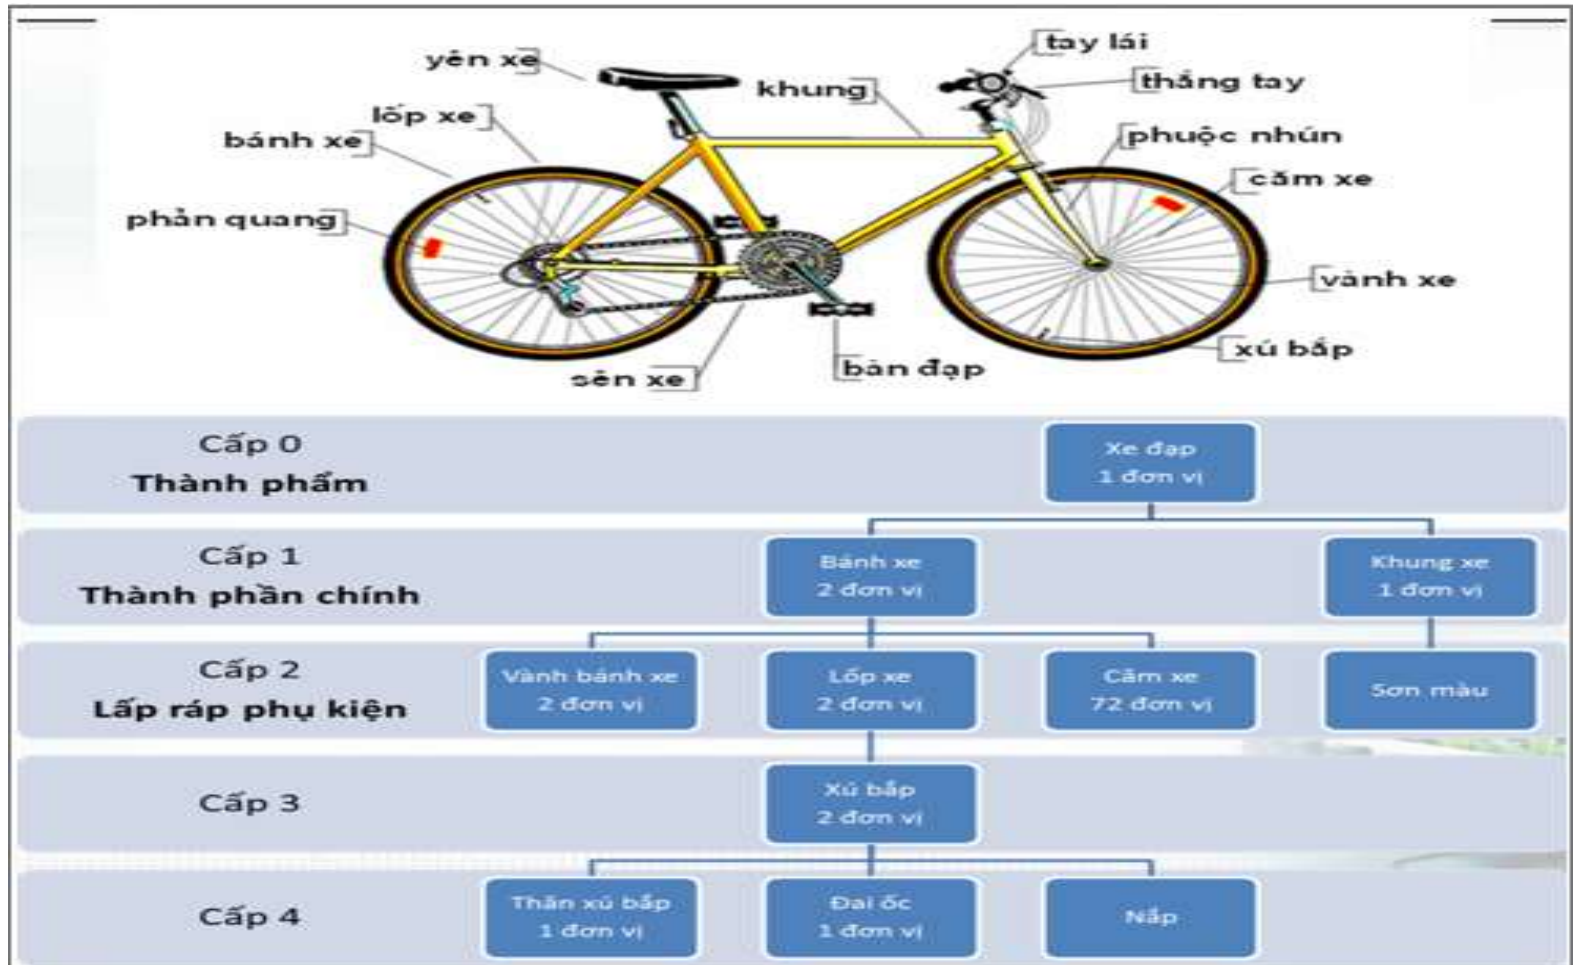 yên xe
tay lái
thắng tay
khung
lốp xe
bánh xe
phuộc nhún
căm xe
phản quang
vành xe
xú bắp
bàn đạp
sên xe
Cấp 0
Thành phẩm
Xe đạp
1 đơn vị
Cấp 1
Thành phần chính
Bánh xe
2 đơn vị
Khung xe
1 đơn vị
Cấp 2
Lấp ráp phụ kiện
Vành bánh xe
2 đơn vị
Lốp xe
2 đơn vị
Căm xe
72 đơn vị
Sơn màu
Cấp 3
Xú bắp
2 đơn vị
Cấp 4
Thân xú bắp
1 đơn vị
Đai ốc
1 đơn vị
Nắp